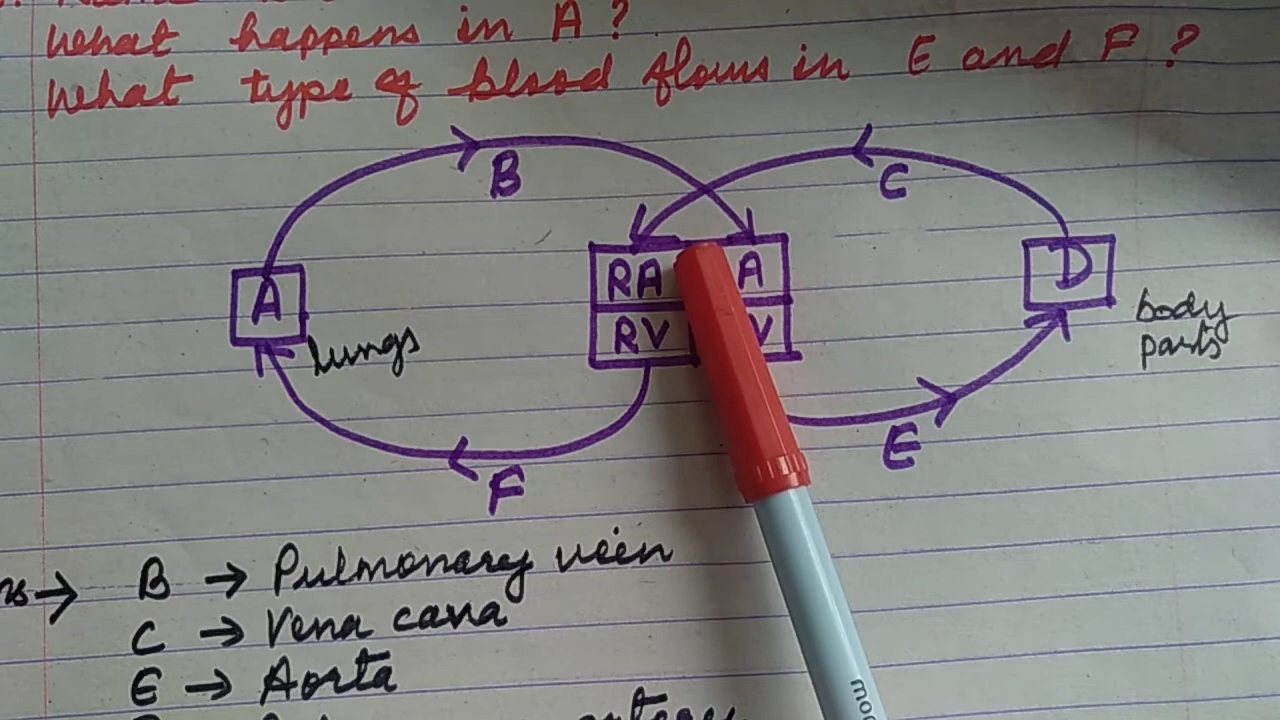 What happens in A?
What type of blood flows in E and F?
B
C
A
RA
A
D
lungs
RV
V
body
parts
E
F
B → Pulmonary vein
C → Vena cava
E → Aorta
artery